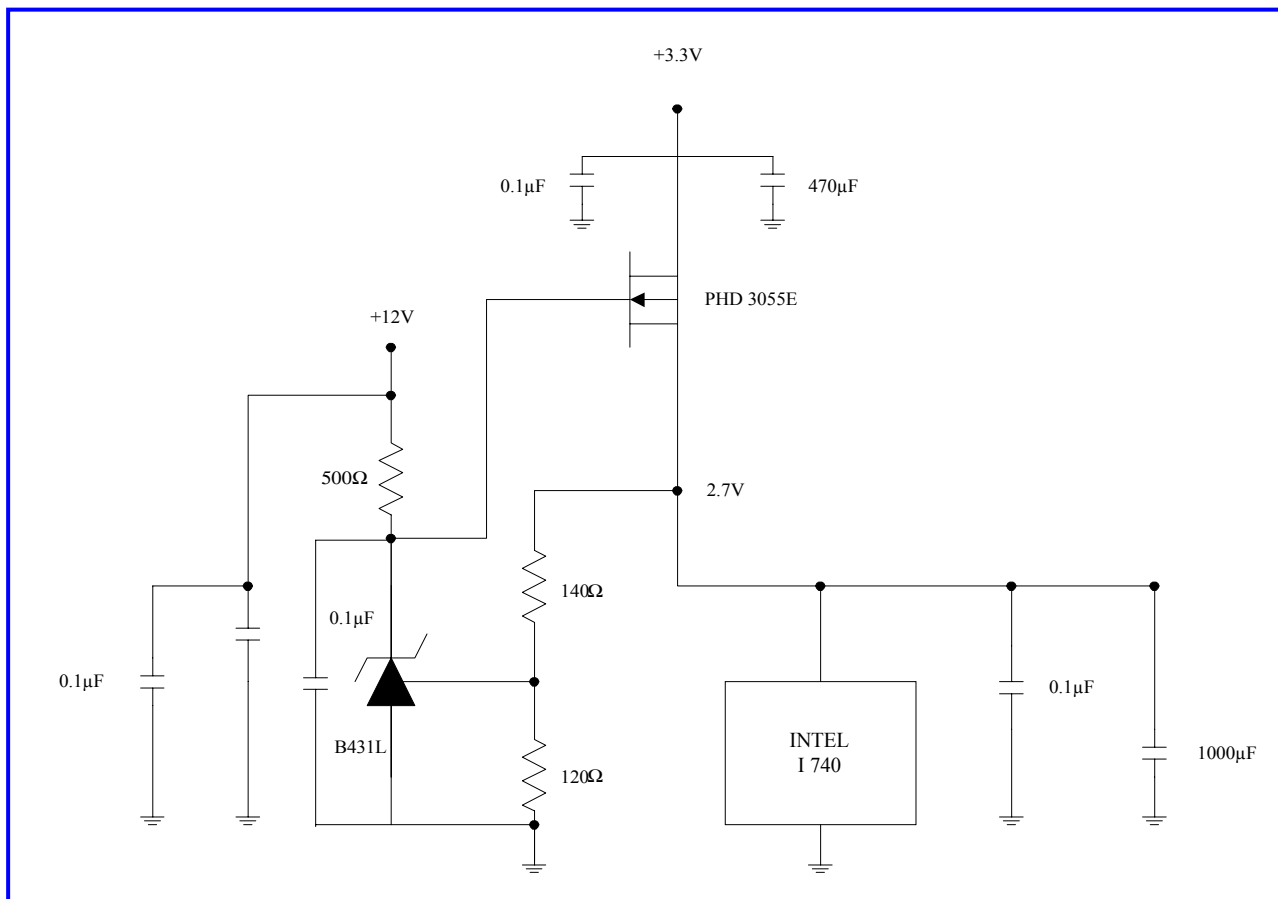 +3.3V
0.1µF
470µF
PHD 3055E
+12V
500Ω
2.7V
140Ω
0.1µF
0.1µF
0.1µF
B431L
INTEL
I 740
120Ω
1000µF